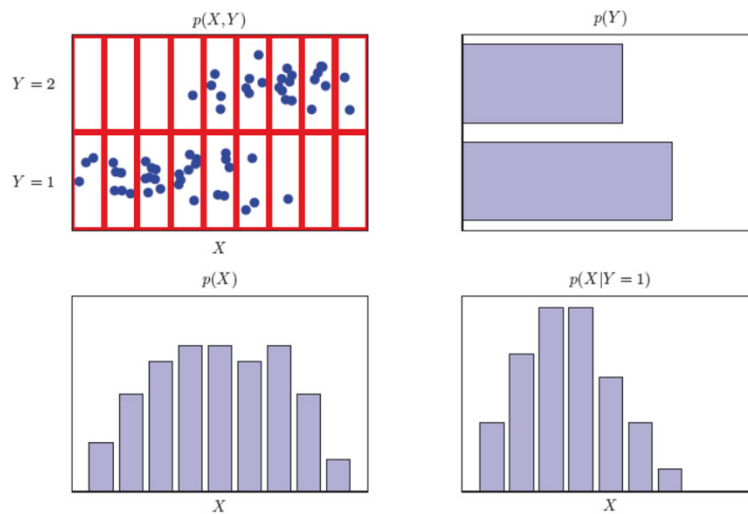 p(X,Y)
p(Y)
Y = 2
Y = 1
X
p(X)
p(X|Y = 1)
X
X